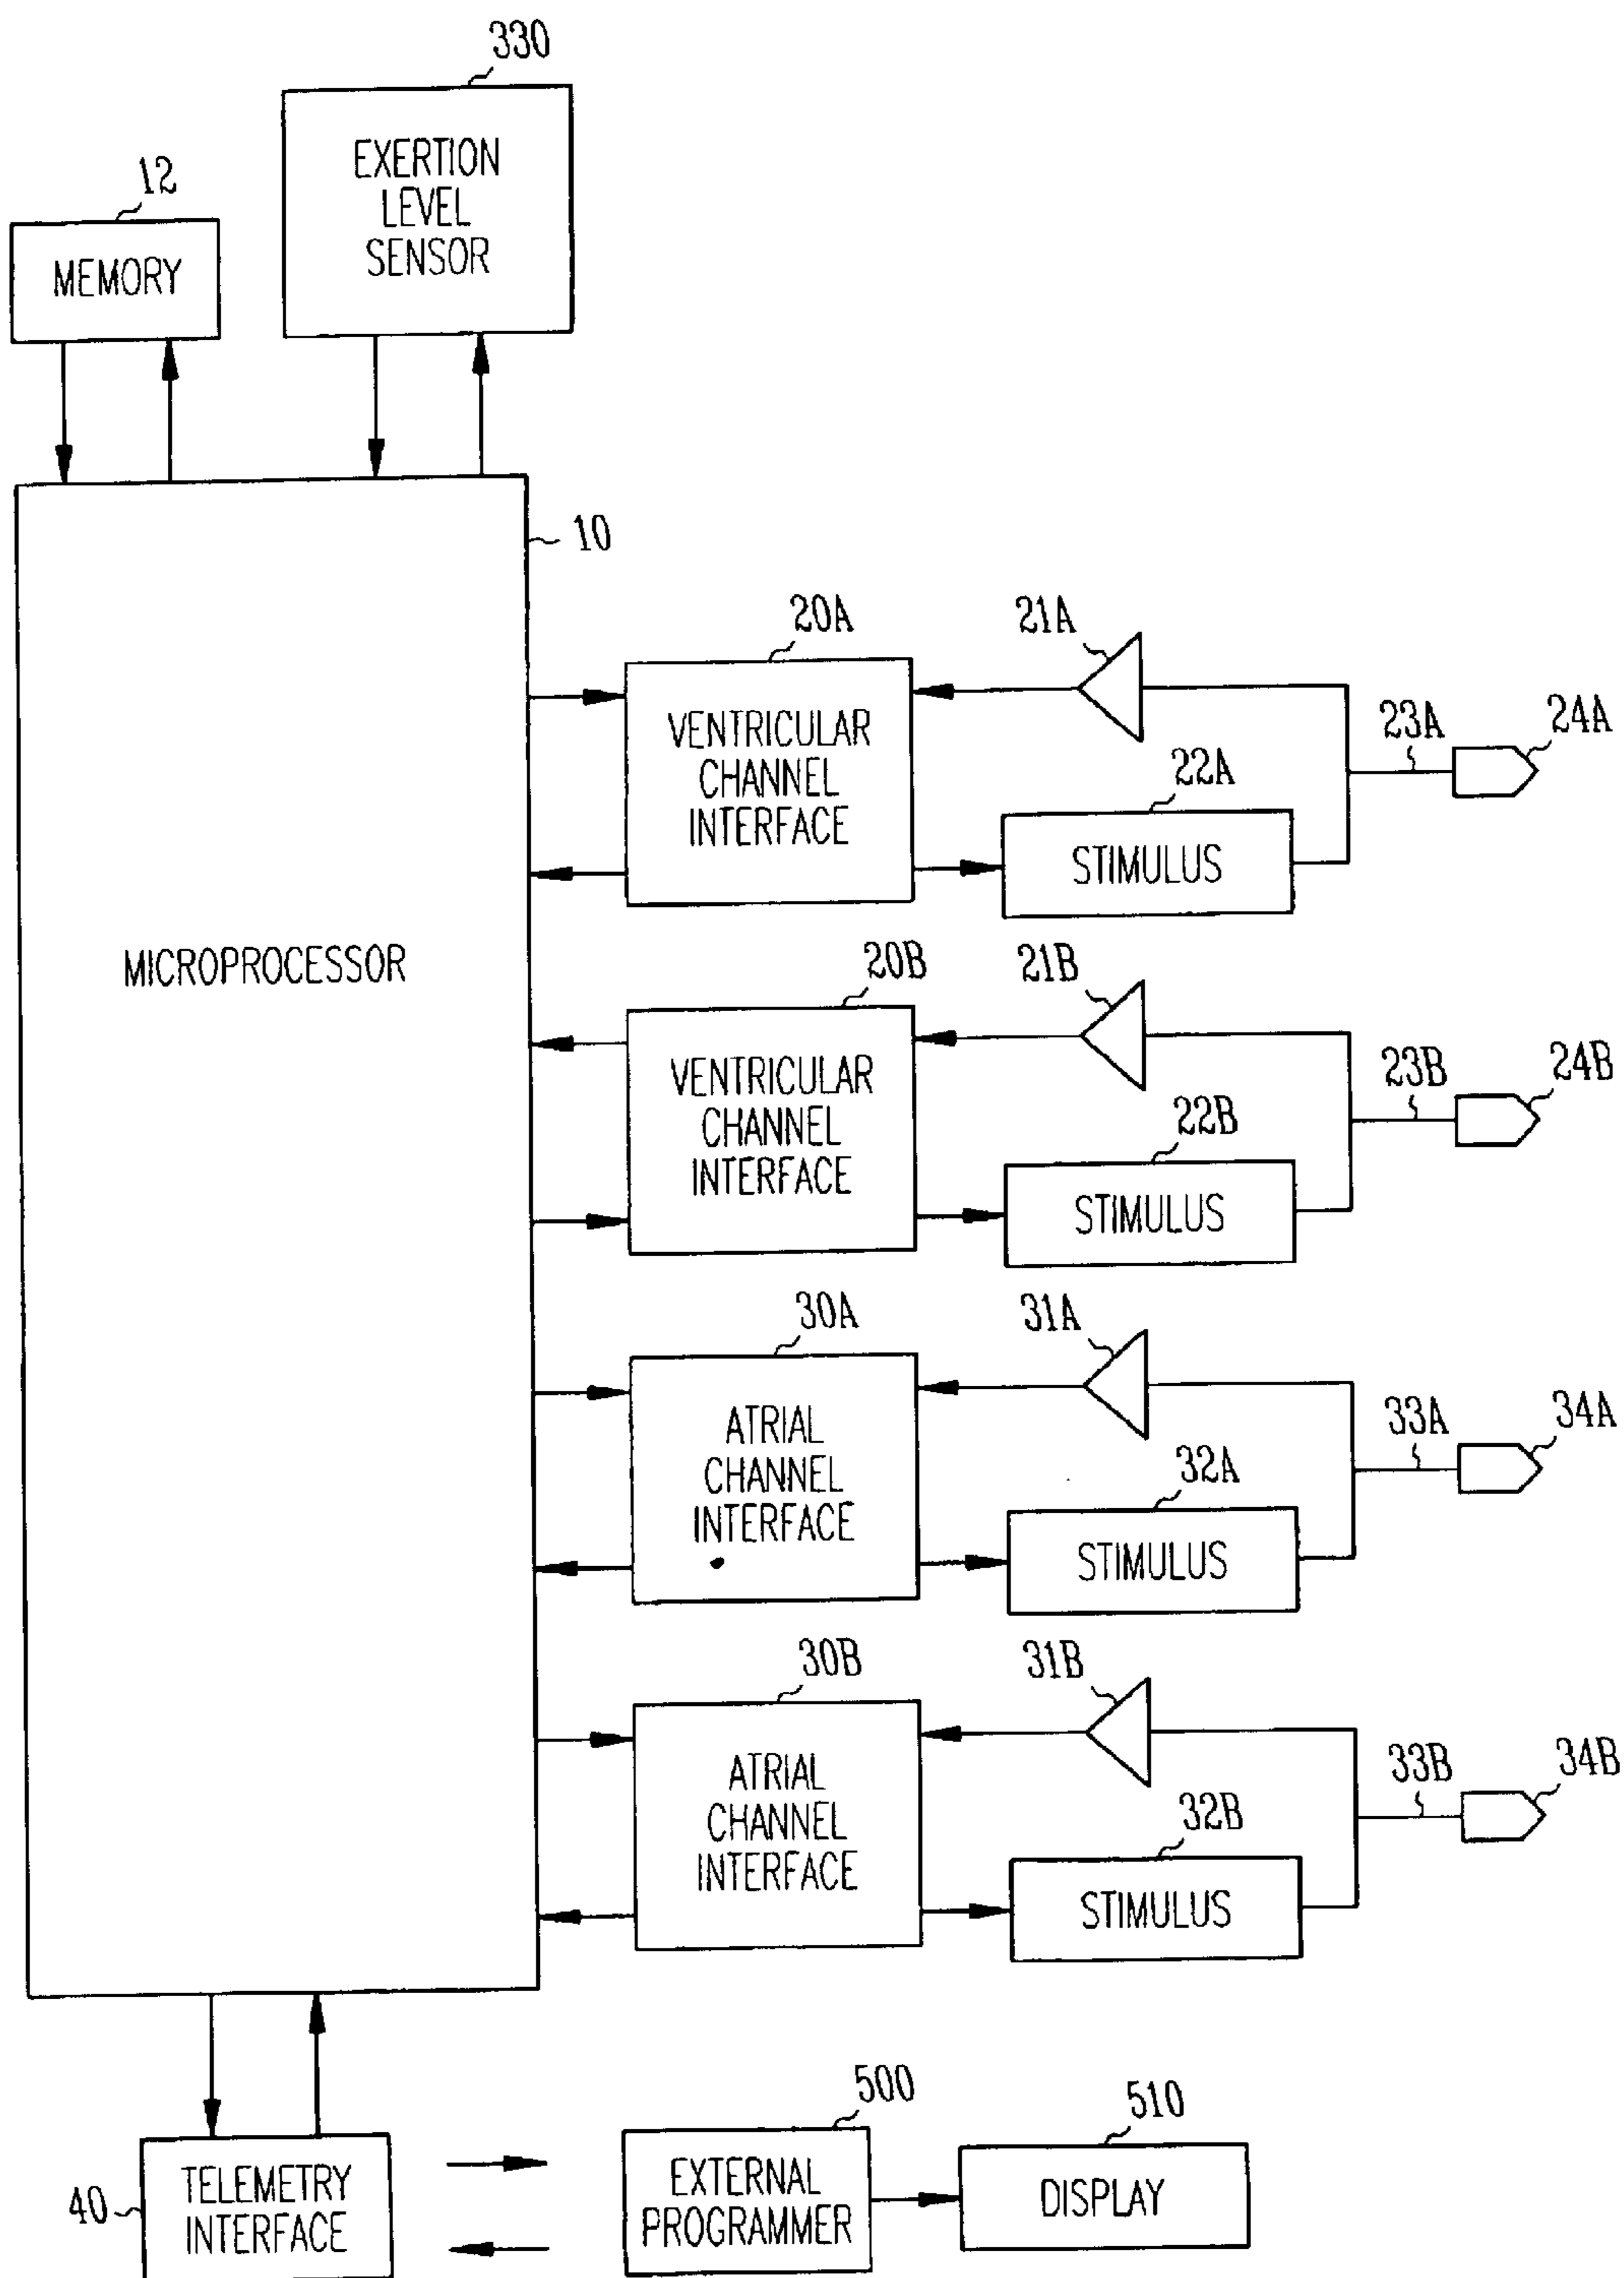 330
EXERTION
LEVEL
SENSOR
12
MEMORY
10
MICROPROCESSOR
20A
VENTRICULAR
CHANNEL
INTERFACE
21A
22A
STIMULUS
23A
24A
20B
VENTRICULAR
CHANNEL
INTERFACE
21B
22B
STIMULUS
23B
24B
30A
ATRIAL
CHANNEL
INTERFACE
31A
32A
STIMULUS
33A
34A
30B
ATRIAL
CHANNEL
INTERFACE
31B
32B
STIMULUS
33B
34B
40
TELEMETRY
INTERFACE
500
EXTERNAL
PROGRAMMER
510
DISPLAY